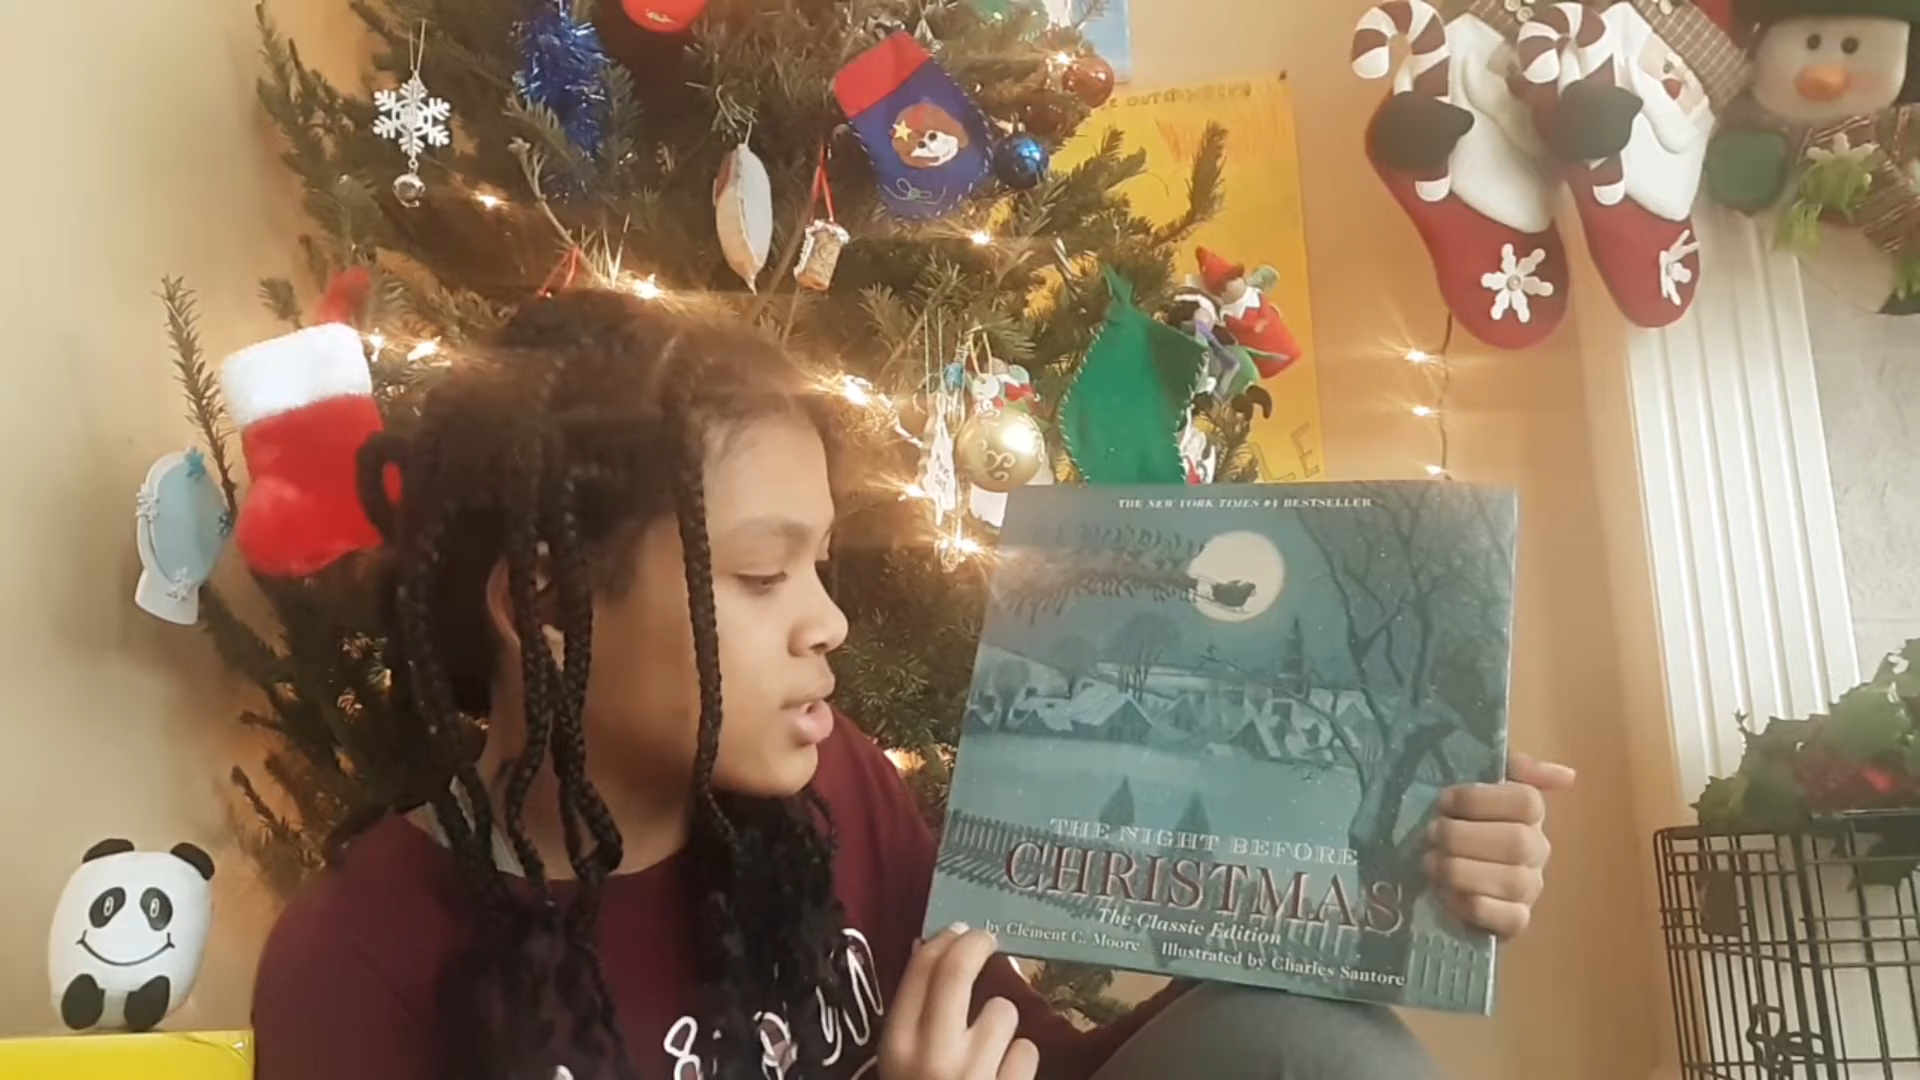 THE NEW YORK TIMES #1 BESTSELLER
THE NIGHT BEFORE
CHRISTMAS
The Classic Edition
by Clement C. Moore Illustrated by Charles Santore